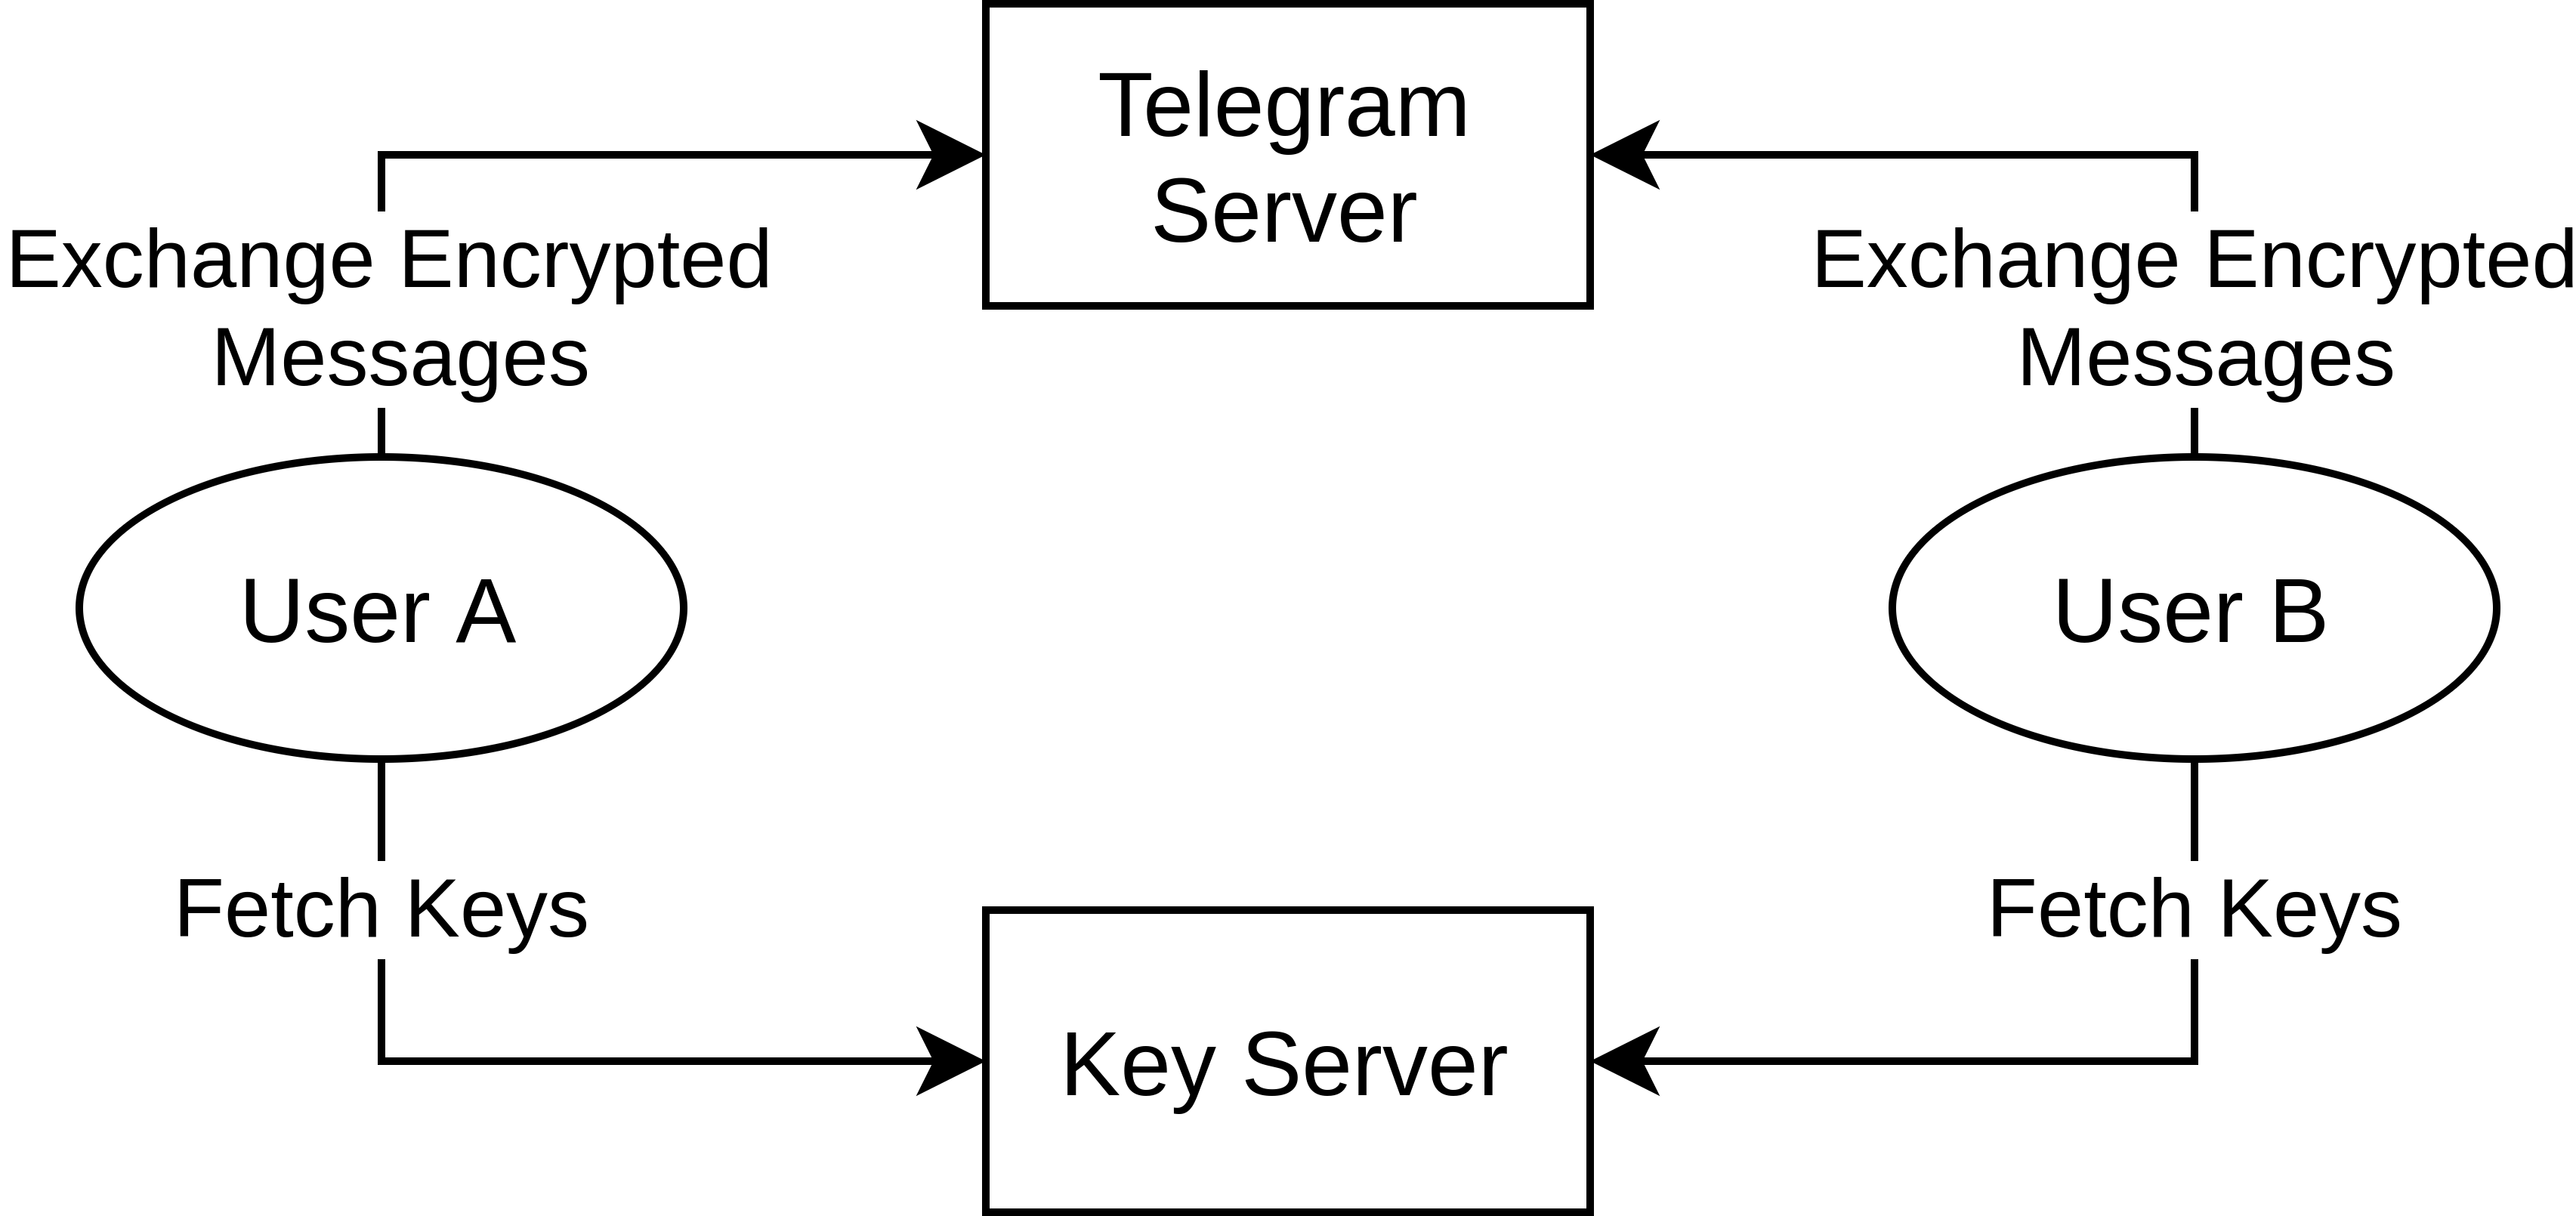 Telegram
Server
Exchange Encrypted
Messages
Exchange Encrypted
Messages
User A
User B
Fetch Keys
Fetch Keys
Key Server